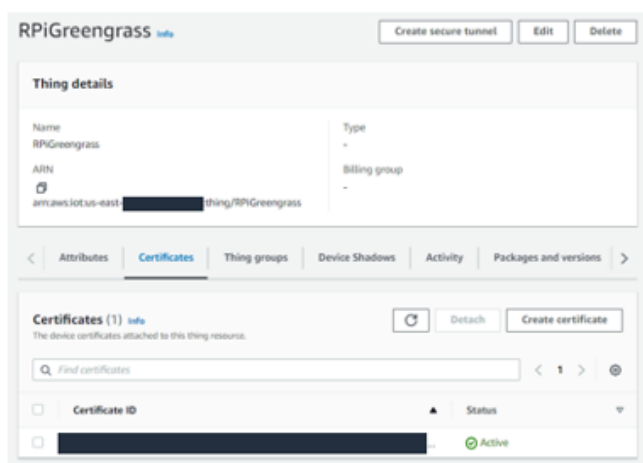 RPiGreengrass Info
Create secure tunnel Edit Delete
Thing details
Name
RPiGreengrass
ARN
arn:aws:iot:us-east- :thing/RPiGreengrass
Type
-
Billing group
-
Attributes Certificates Thing groups Device Shadows Activity Packages and versions
Certificates (1) Info
The device certificates attached to this thing resource.
Detach Create certificate
Find certificates
1
Certificate ID Status
... Active